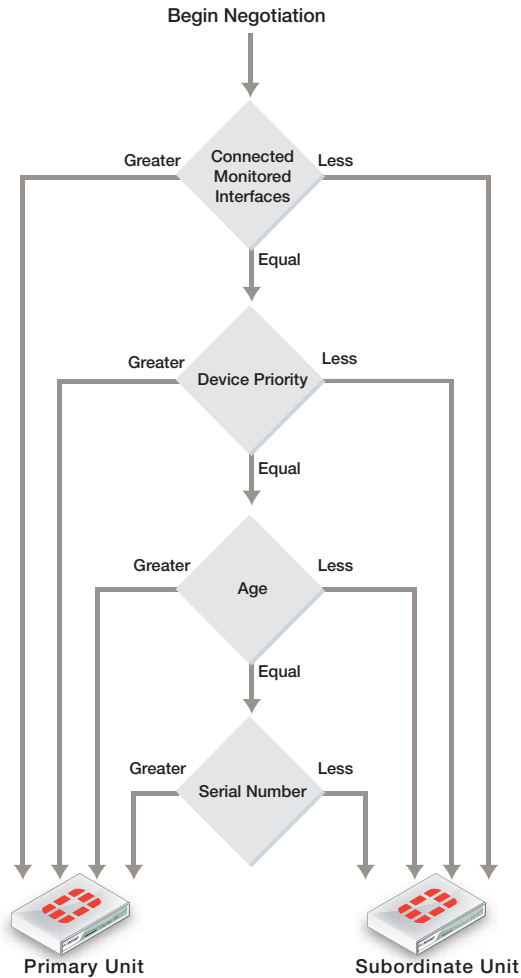 Begin Negotiation
Greater
Connected
Monitored
Interfaces
Less
Equal
Greater
Device Priority
Less
Equal
Greater
Age
Less
Equal
Greater
Serial Number
Less
Primary Unit
Subordinate Unit